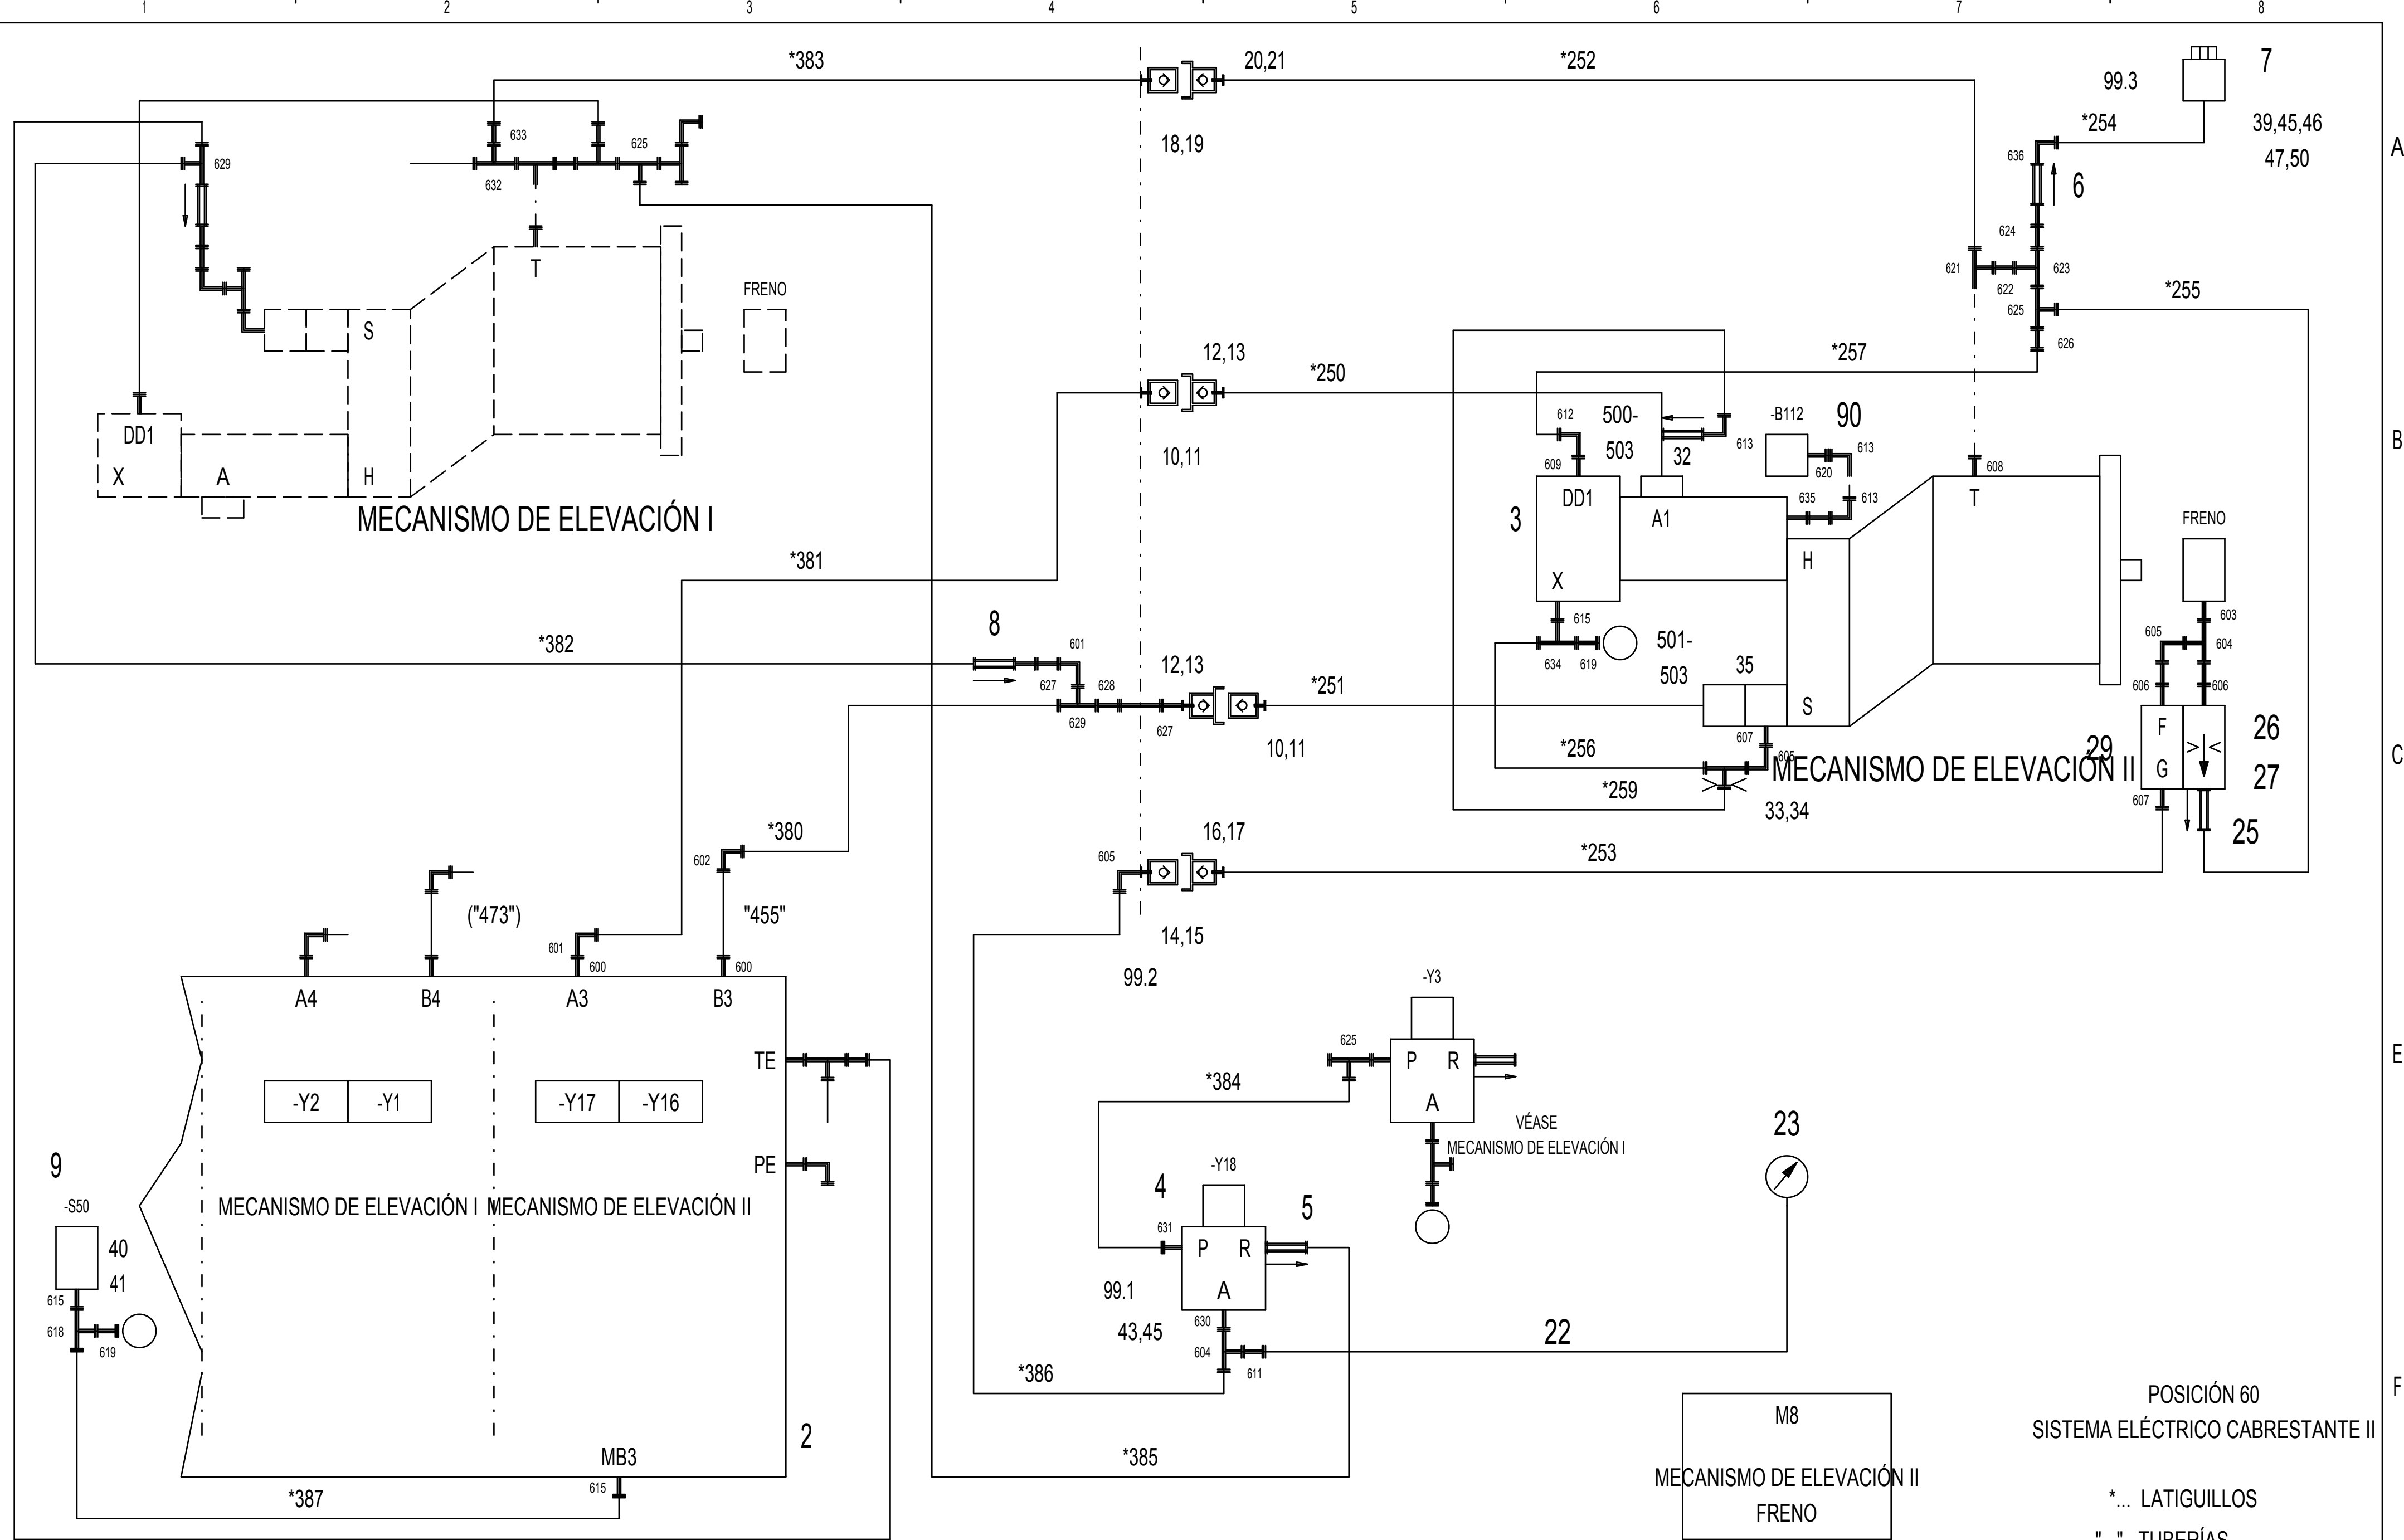 1 2 3 4 5 6 7 8
*383
20,21
*252
7
99.3
*254
39,45,46
18,19
A
47,50
633
625
629
632
636
6
624
T
621
623
622
*255
625
FRENO
S
12,13
*257
626
*250
612
500-
-B112
90
DD1
503
613
613
B
10,11
32
609
620
608
X
A
H
DD1
635
613
T
MECANISMO DE ELEVACIÓN I
3
A1
FRENO
*381
H
X
8
615
603
*382
601
501-
605
604
12,13
634
619
503
35
627
628
*251
606
606
S
629
627
607
F
26
10,11
*256
605
29
C
MECANISMO DE ELEVACIÓN II
G
27
*259
607
33,34
*380
16,17
25
602
605
*253
("473")
"455"
14,15
601
600
600
99.2
-Y3
A4
B4
A3
B3
625
TE
P
R
E
*384
-Y2
-Y1
-Y17
-Y16
A
VÉASE
23
MECANISMO DE ELEVACIÓN I
9
PE
-Y18
4
-S50
MECANISMO DE ELEVACIÓN I
MECANISMO DE ELEVACIÓN II
5
631
40
P
R
41
99.1
A
615
630
618
43,45
22
619
604
*386
611
POSICIÓN 60
F
M8
SISTEMA ELÉCTRICO CABRESTANTE II
2
MB3
*385
MECANISMO DE ELEVACIÓN II
*387
615
*... LATIGUILLOS
FRENO
"..." TUBERÍAS